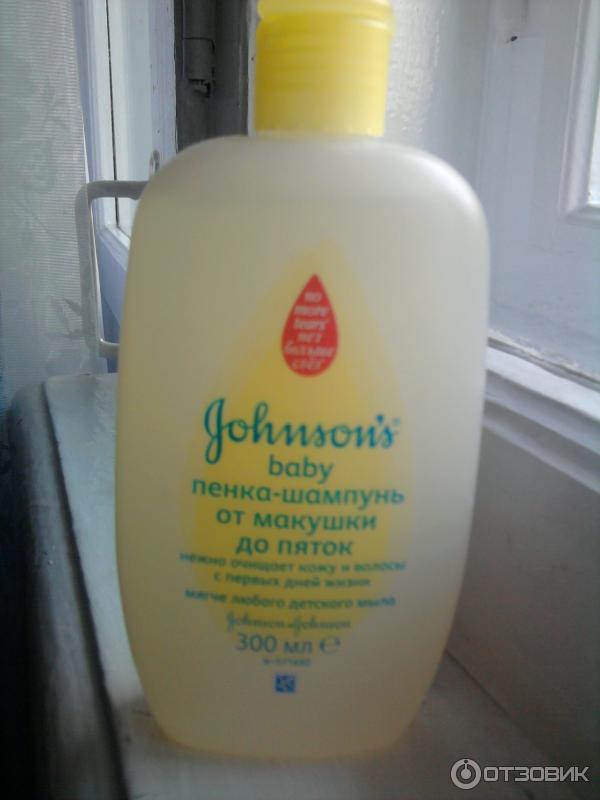 no
more
tears
нет
больше
слёз
Johnson's®
baby
пенка-шампунь
от макушки
до пяток
нежно очищает кожу и волосы
с первых дней жизни
мягче любого детского мыла
Johnson & Johnson
300 мл ℮
ОТЗОВИК